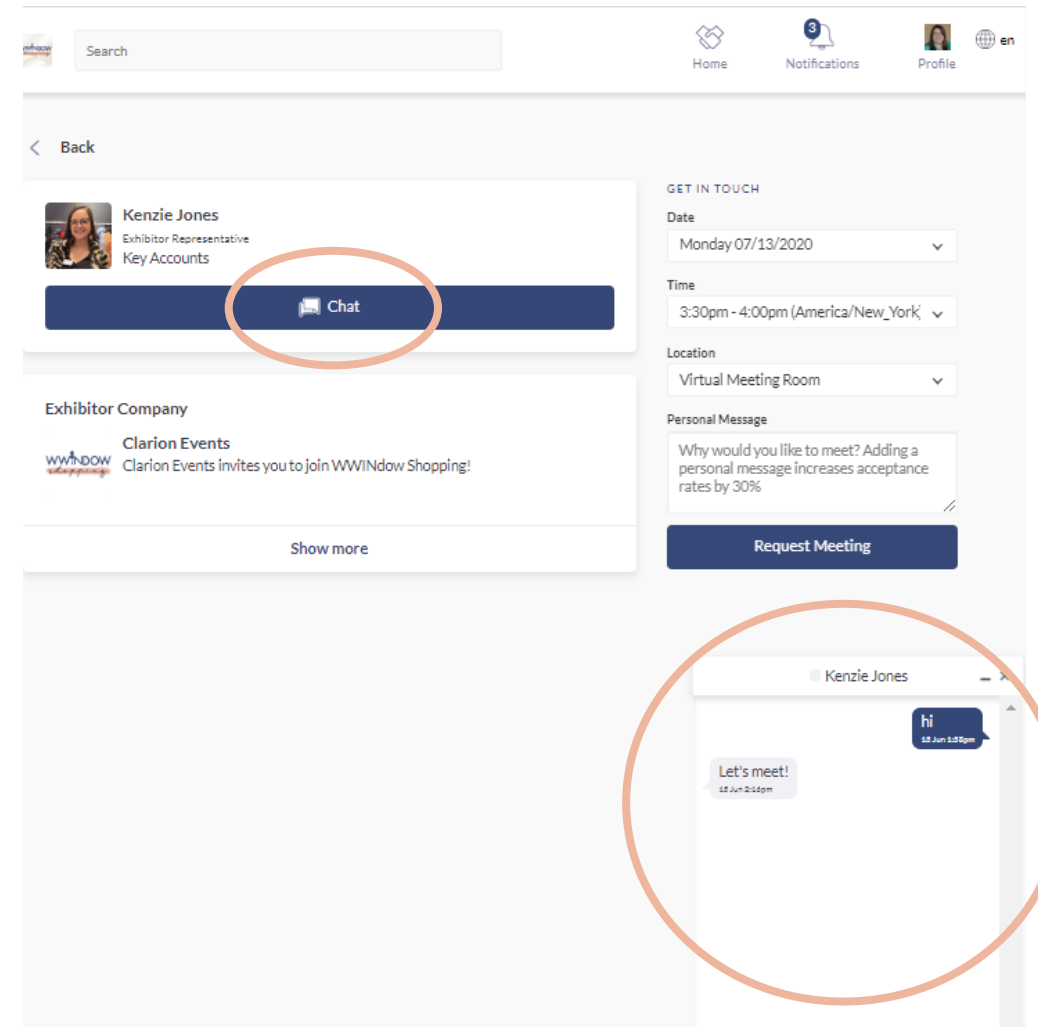 Search
Home
3
Notifications
Profile
en
Back
Kenzie Jones
Exhibitor Representative
Key Accounts
Chat
Exhibitor Company
WWINDOW
shopping
Clarion Events
Clarion Events invites you to join WWINdow Shopping!
Show more
GET IN TOUCH
Date
Monday 07/13/2020
Time
3:30pm - 4:00pm (America/New_York)
Location
Virtual Meeting Room
Personal Message
Why would you like to meet? Adding a
personal message increases acceptance
rates by 30%
Request Meeting
Kenzie Jones
hi
Let's meet!